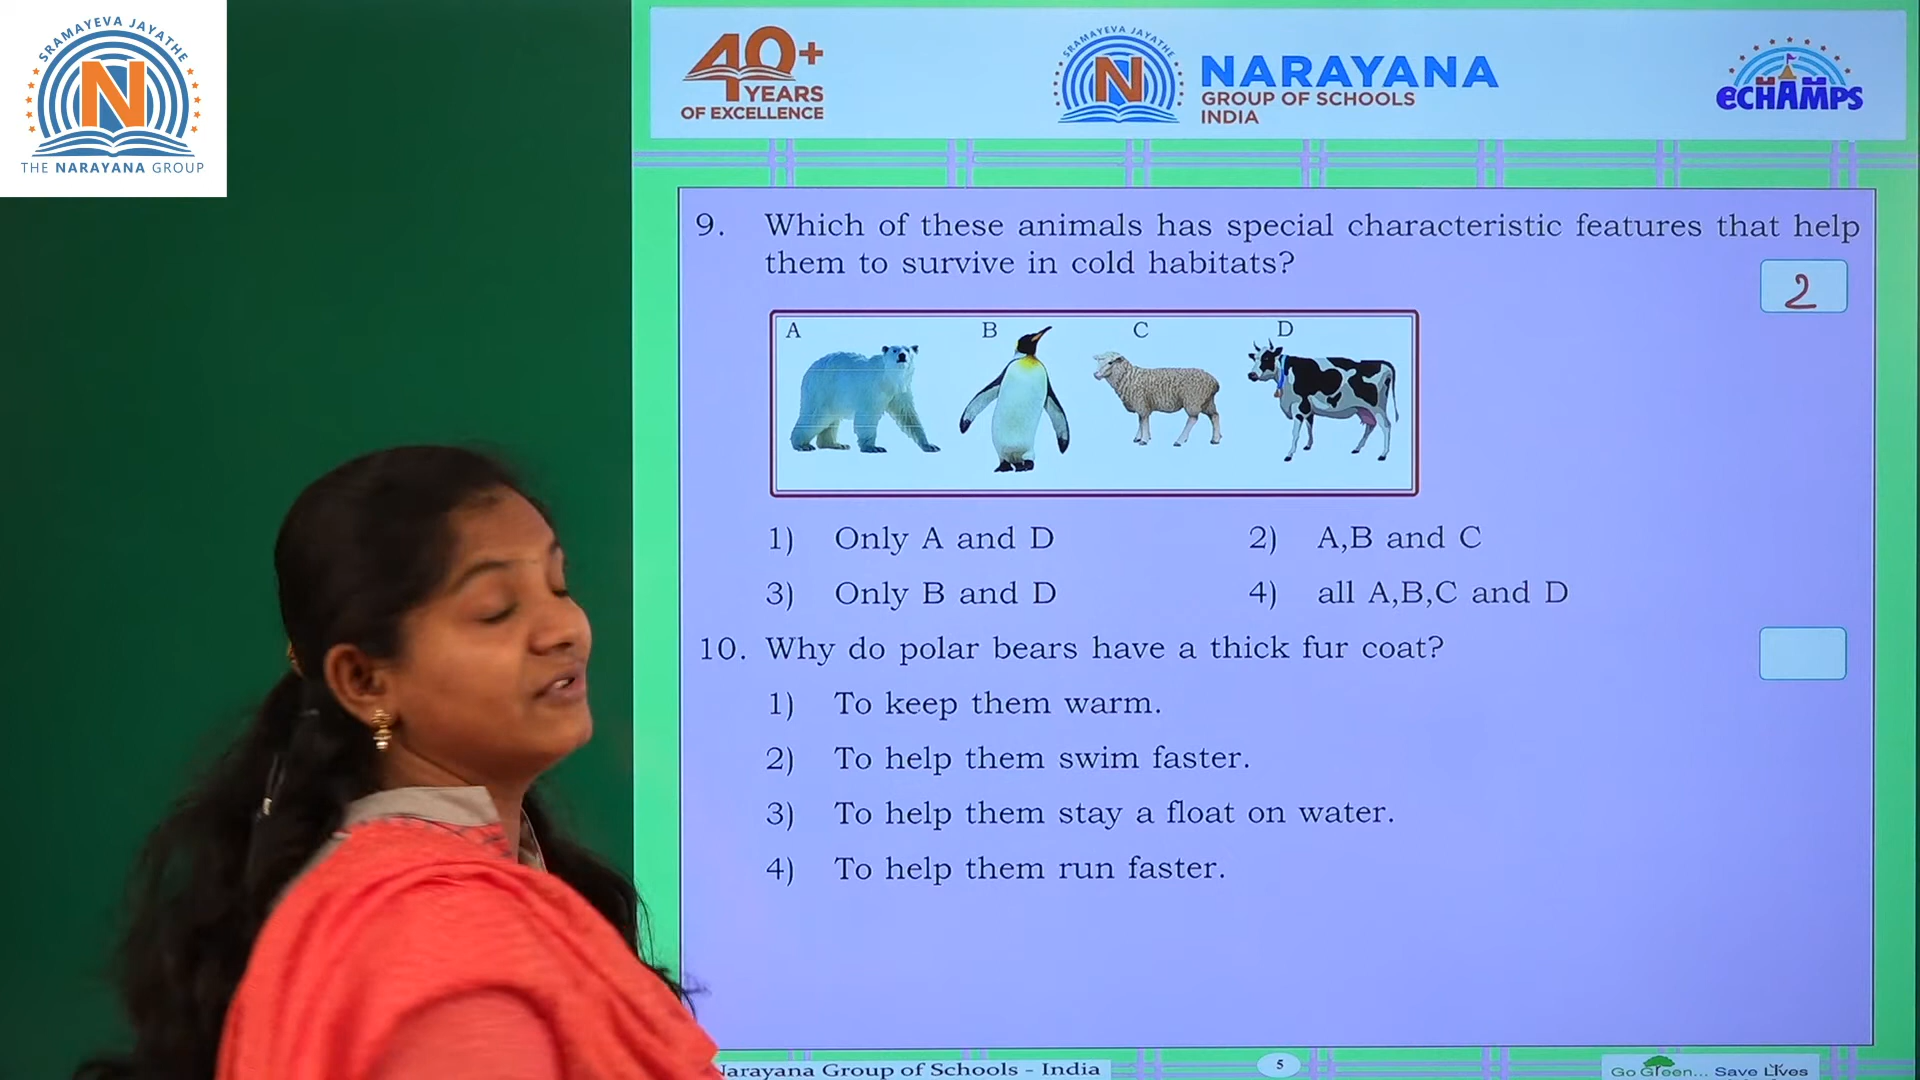 SRAMAYEVA JAYATHE
N
THE NARAYANA GROUP
40+
YEARS
OF EXCELLENCE
SRAMAYEVA JAYATHE
N
NARAYANA
GROUP OF SCHOOLS
INDIA
eCHAMPS
9. Which of these animals has special characteristic features that help
them to survive in cold habitats?
2
A B C D
1) Only A and D 2) A,B and C
3) Only B and D 4) all A,B,C and D
10. Why do polar bears have a thick fur coat?
1) To keep them warm.
2) To help them swim faster.
3) To help them stay a float on water.
4) To help them run faster.
Narayana Group of Schools - India
5
Go Green... Save Lives